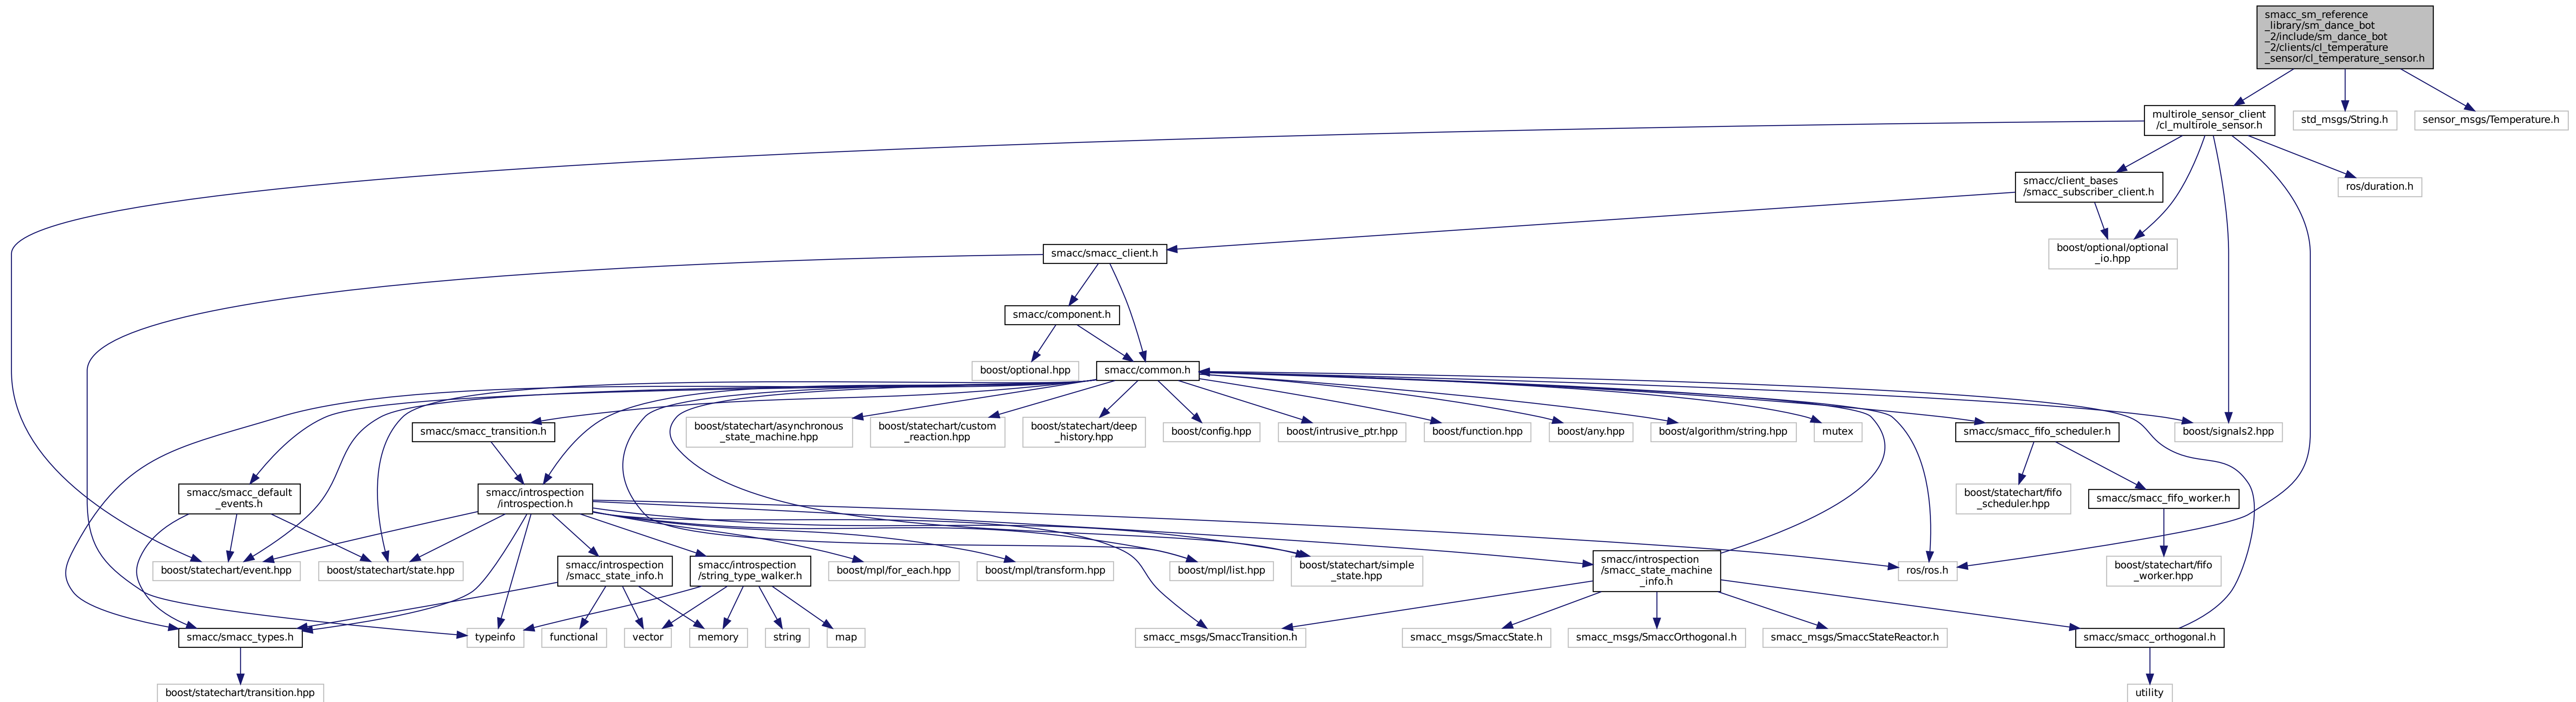 smacc_sm_reference
_library/sm_dance_bot
_2/include/sm_dance_bot
_2/clients/cl_temperature
_sensor/cl_temperature_sensor.h
multirole_sensor_client
/cl_multirole_sensor.h
std_msgs/String.h
sensor_msgs/Temperature.h
smacc/client_bases
/smacc_subscriber_client.h
ros/duration.h
smacc/smacc_client.h
boost/optional/optional
_io.hpp
smacc/component.h
boost/optional.hpp
smacc/common.h
smacc/smacc_transition.h
boost/statechart/asynchronous
_state_machine.hpp
boost/statechart/custom
_reaction.hpp
boost/statechart/deep
_history.hpp
boost/config.hpp
boost/intrusive_ptr.hpp
boost/function.hpp
boost/any.hpp
boost/algorithm/string.hpp
mutex
smacc/smacc_fifo_scheduler.h
boost/signals2.hpp
smacc/smacc_default
_events.h
smacc/introspection
/introspection.h
boost/statechart/fifo
_scheduler.hpp
smacc/smacc_fifo_worker.h
boost/statechart/event.hpp
boost/statechart/state.hpp
smacc/introspection
/smacc_state_info.h
smacc/introspection
/string_type_walker.h
boost/mpl/for_each.hpp
boost/mpl/transform.hpp
boost/mpl/list.hpp
boost/statechart/simple
_state.hpp
smacc/introspection
/smacc_state_machine
_info.h
ros/ros.h
boost/statechart/fifo
_worker.hpp
smacc/smacc_types.h
typeinfo
functional
vector
memory
string
map
smacc_msgs/SmaccTransition.h
smacc_msgs/SmaccState.h
smacc_msgs/SmaccOrthogonal.h
smacc_msgs/SmaccStateReactor.h
smacc/smacc_orthogonal.h
boost/statechart/transition.hpp
utility